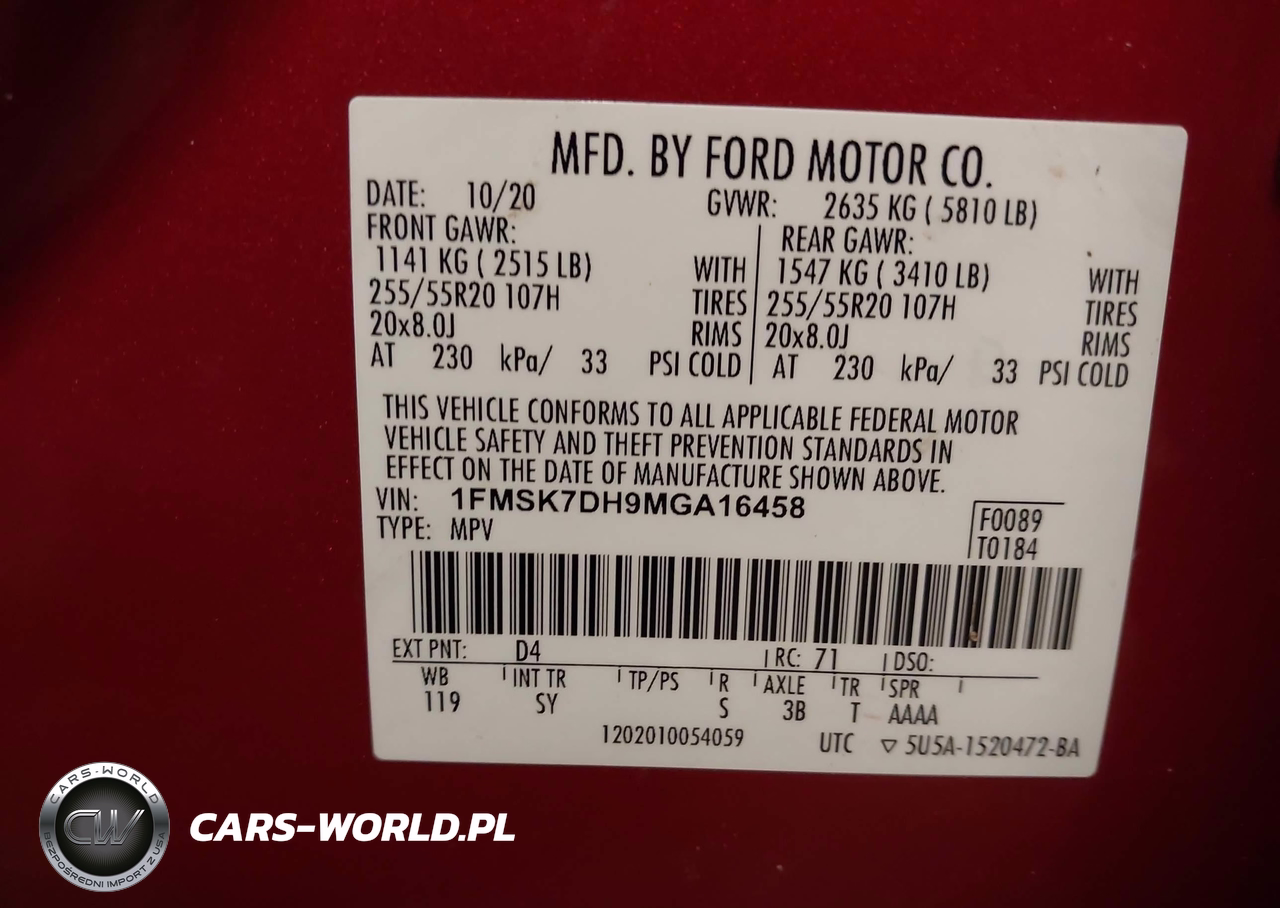 MFD. BY FORD MOTOR CO.
DATE: 10/20 GVWR: 2635 KG ( 5810 LB)
FRONT GAWR: REAR GAWR:
1141 KG ( 2515 LB) WITH 1547 KG ( 3410 LB) WITH
255/55R20 107H TIRES 255/55R20 107H TIRES
20x8.0J RIMS 20x8.0J RIMS
AT 230 kPa/ 33 PSI COLD AT 230 kPa/ 33 PSI COLD
THIS VEHICLE CONFORMS TO ALL APPLICABLE FEDERAL MOTOR
VEHICLE SAFETY AND THEFT PREVENTION STANDARDS IN
EFFECT ON THE DATE OF MANUFACTURE SHOWN ABOVE.
VIN: 1FMSK7DH9MGA16458
TYPE: MPV
F0089
T0184
EXT PNT: D4 RC: 71 DSO:
WB INT TR TP/PS R AXLE TR SPR
119 SY S 3B T AAAA
1202010054059 UTC ▽ 5U5A-1520472-BA
CARS-WORLD
CW
BEZPOŚREDNI IMPORT Z USA
CARS-WORLD.PL